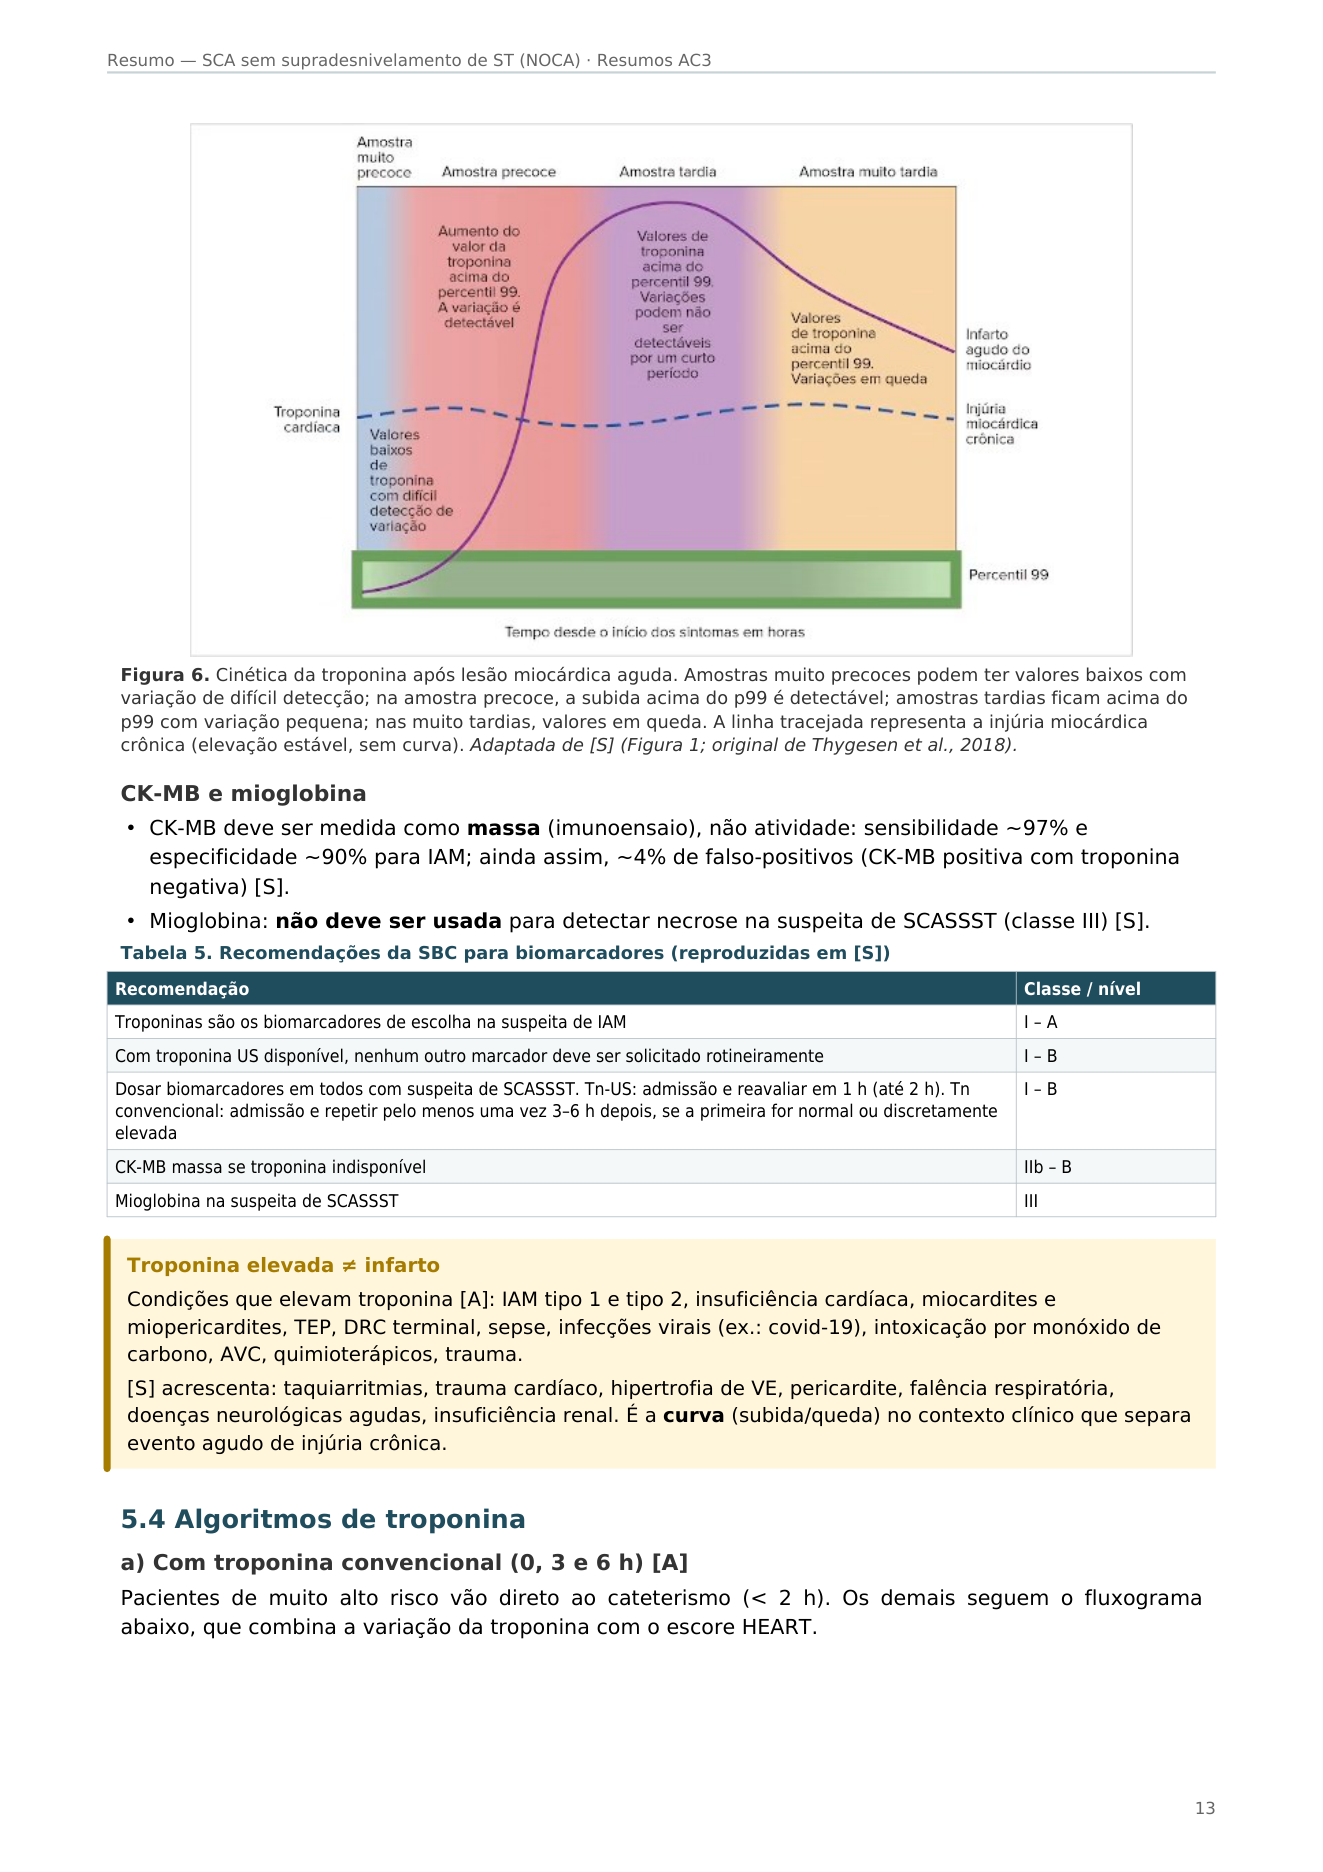 Resumo — SCA sem supradesnivelamento de ST (NOCA) · Resumos AC3
Amostra
muito
precoce
Amostra precoce
Amostra tardia
Amostra muito tardia
Aumento do
valor da
troponina
acima do
percentil 99.
A variação é
detectável
Valores de
troponina
acima do
percentil 99.
Variações
podem não
ser
detectáveis
por um curto
período
Valores
de troponina
acima do
percentil 99.
Variações em queda
Infarto
agudo do
miocárdio
Troponina
cardíaca
Injúria
miocárdica
crônica
Valores
baixos
de
troponina
com difícil
detecção de
variação
Percentil 99
Tempo desde o início dos sintomas em horas
Figura 6. Cinética da troponina após lesão miocárdica aguda. Amostras muito precoces podem ter valores baixos com
variação de difícil detecção; na amostra precoce, a subida acima do p99 é detectável; amostras tardias ficam acima do
p99 com variação pequena; nas muito tardias, valores em queda. A linha tracejada representa a injúria miocárdica
crônica (elevação estável, sem curva). Adaptada de [S] (Figura 1; original de Thygesen et al., 2018).
CK-MB e mioglobina
• CK-MB deve ser medida como massa (imunoensaio), não atividade: sensibilidade ~97% e
especificidade ~90% para IAM; ainda assim, ~4% de falso-positivos (CK-MB positiva com troponina
negativa) [S].
• Mioglobina: não deve ser usada para detectar necrose na suspeita de SCASSST (classe III) [S].
Tabela 5. Recomendações da SBC para biomarcadores (reproduzidas em [S])
Recomendação Classe / nível
Troponinas são os biomarcadores de escolha na suspeita de IAM I – A
Com troponina US disponível, nenhum outro marcador deve ser solicitado rotineiramente I – B
Dosar biomarcadores em todos com suspeita de SCASSST. Tn-US: admissão e reavaliar em 1 h (até 2 h). Tn I – B
convencional: admissão e repetir pelo menos uma vez 3–6 h depois, se a primeira for normal ou discretamente
elevada
CK-MB massa se troponina indisponível IIb – B
Mioglobina na suspeita de SCASSST III
Troponina elevada ≠ infarto
Condições que elevam troponina [A]: IAM tipo 1 e tipo 2, insuficiência cardíaca, miocardites e
miopericardites, TEP, DRC terminal, sepse, infecções virais (ex.: covid-19), intoxicação por monóxido de
carbono, AVC, quimioterápicos, trauma.
[S] acrescenta: taquiarritmias, trauma cardíaco, hipertrofia de VE, pericardite, falência respiratória,
doenças neurológicas agudas, insuficiência renal. É a curva (subida/queda) no contexto clínico que separa
evento agudo de injúria crônica.
5.4 Algoritmos de troponina
a) Com troponina convencional (0, 3 e 6 h) [A]
Pacientes de muito alto risco vão direto ao cateterismo (< 2 h). Os demais seguem o fluxograma
abaixo, que combina a variação da troponina com o escore HEART.
13